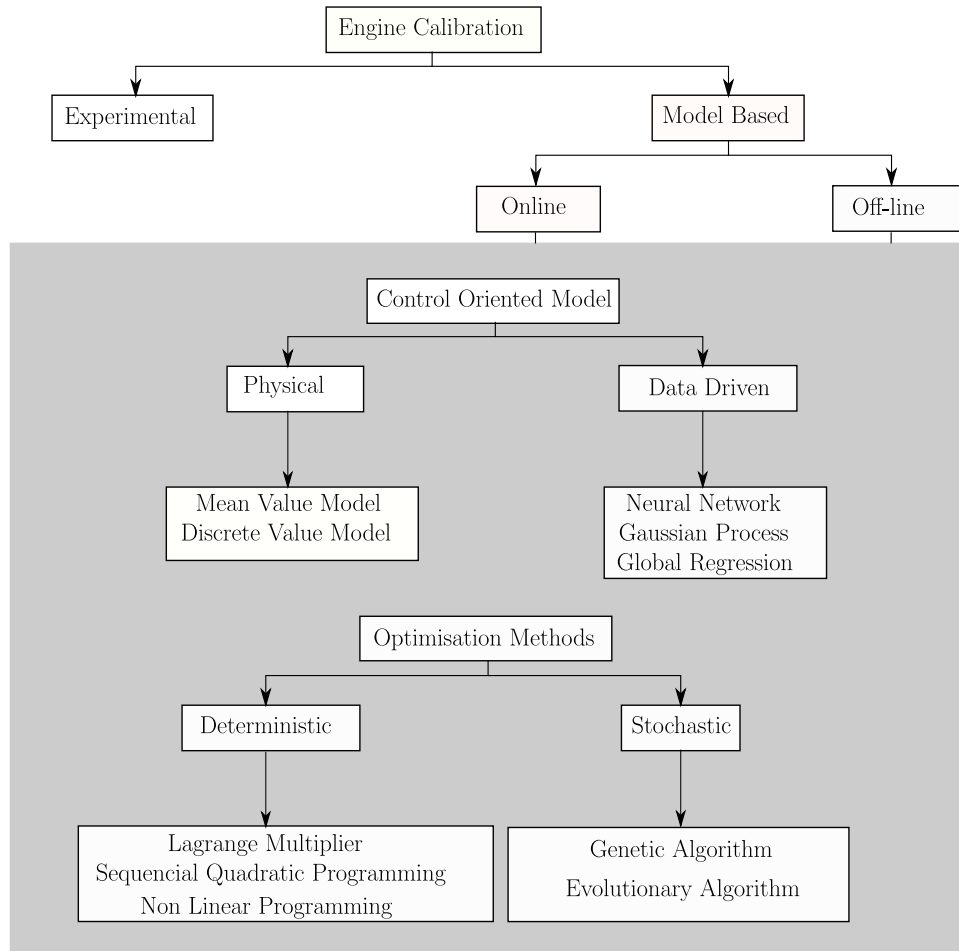 Engine Calibration
Experimental
Model Based
Online
Off-line
Control Oriented Model
Physical
Data Driven
Mean Value Model
Discrete Value Model
Neural Network
Gaussian Process
Global Regression
Optimisation Methods
Deterministic
Stochastic
Lagrange Multiplier
Sequencial Quadratic Programming
Non Linear Programming
Genetic Algorithm
Evolutionary Algorithm